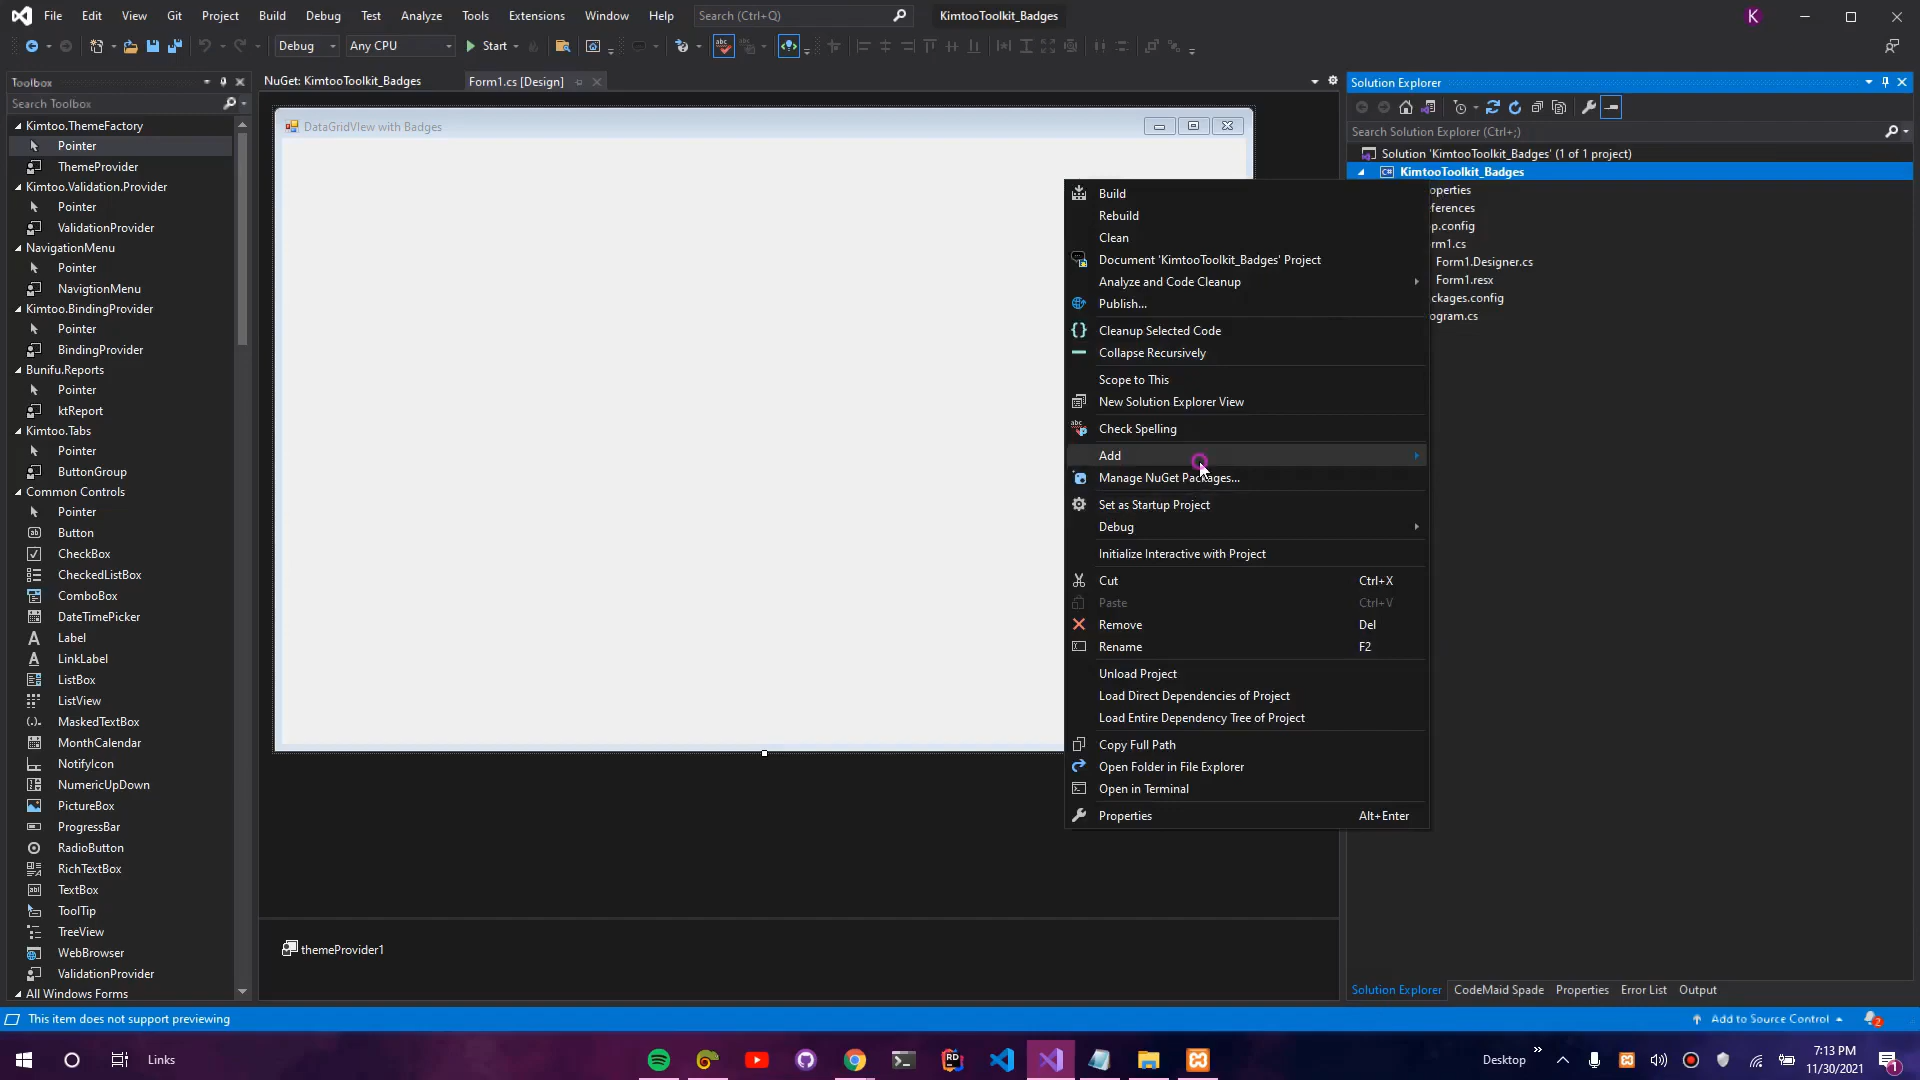 File Edit View Git Project Build Debug Test Analyze Tools Extensions Window Help Search (Ctrl+Q) KimtooToolkit_Badges K
Debug Any CPU Start
Toolbox
Search Toolbox
Kimtoo.ThemeFactory
Pointer
ThemeProvider
Kimtoo.Validation.Provider
Pointer
ValidationProvider
NavigationMenu
Pointer
NavigtionMenu
Kimtoo.BindingProvider
Pointer
BindingProvider
Bunifu.Reports
Pointer
ktReport
Kimtoo.Tabs
Pointer
ButtonGroup
Common Controls
Pointer
Button
CheckBox
CheckedListBox
ComboBox
DateTimePicker
Label
LinkLabel
ListBox
ListView
MaskedTextBox
MonthCalendar
NotifyIcon
NumericUpDown
PictureBox
ProgressBar
RadioButton
RichTextBox
TextBox
ToolTip
TreeView
WebBrowser
ValidationProvider
All Windows Forms
NuGet: KimtooToolkit_Badges Form1.cs [Design]
DataGridVIew with Badges
themeProvider1
Build
Rebuild
Clean
Document 'KimtooToolkit_Badges' Project
Analyze and Code Cleanup
Publish...
Cleanup Selected Code
Collapse Recursively
Scope to This
New Solution Explorer View
Check Spelling
Add
Manage NuGet Packages...
Set as Startup Project
Debug
Initialize Interactive with Project
Cut Ctrl+X
Paste Ctrl+V
Remove Del
Rename F2
Unload Project
Load Direct Dependencies of Project
Load Entire Dependency Tree of Project
Copy Full Path
Open Folder in File Explorer
Open in Terminal
Properties Alt+Enter
Solution Explorer
Search Solution Explorer (Ctrl+;)
Solution 'KimtooToolkit_Badges' (1 of 1 project)
C# KimtooToolkit_Badges
operties
ferences
p.config
rm1.cs
Form1.Designer.cs
Form1.resx
ckages.config
ogram.cs
Solution Explorer CodeMaid Spade Properties Error List Output
This item does not support previewing Add to Source Control 2
Links Desktop 7:13 PM
11/30/2021 1